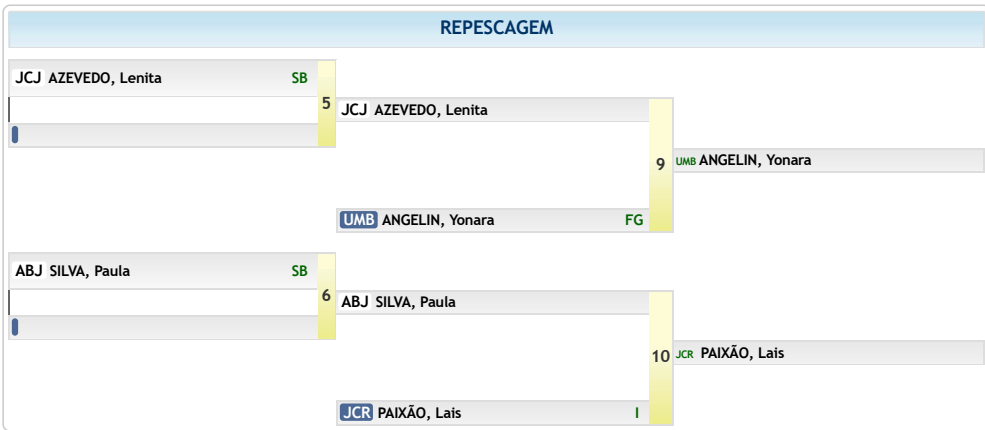 REPESCAGEM
JCJ AZEVEDO, Lenita SB
5
JCJ AZEVEDO, Lenita
9
UMB ANGELIN, Yonara
UMB ANGELIN, Yonara FG
ABJ SILVA, Paula SB
6
ABJ SILVA, Paula
10
JCR PAIXÃO, Lais
JCR PAIXÃO, Lais I